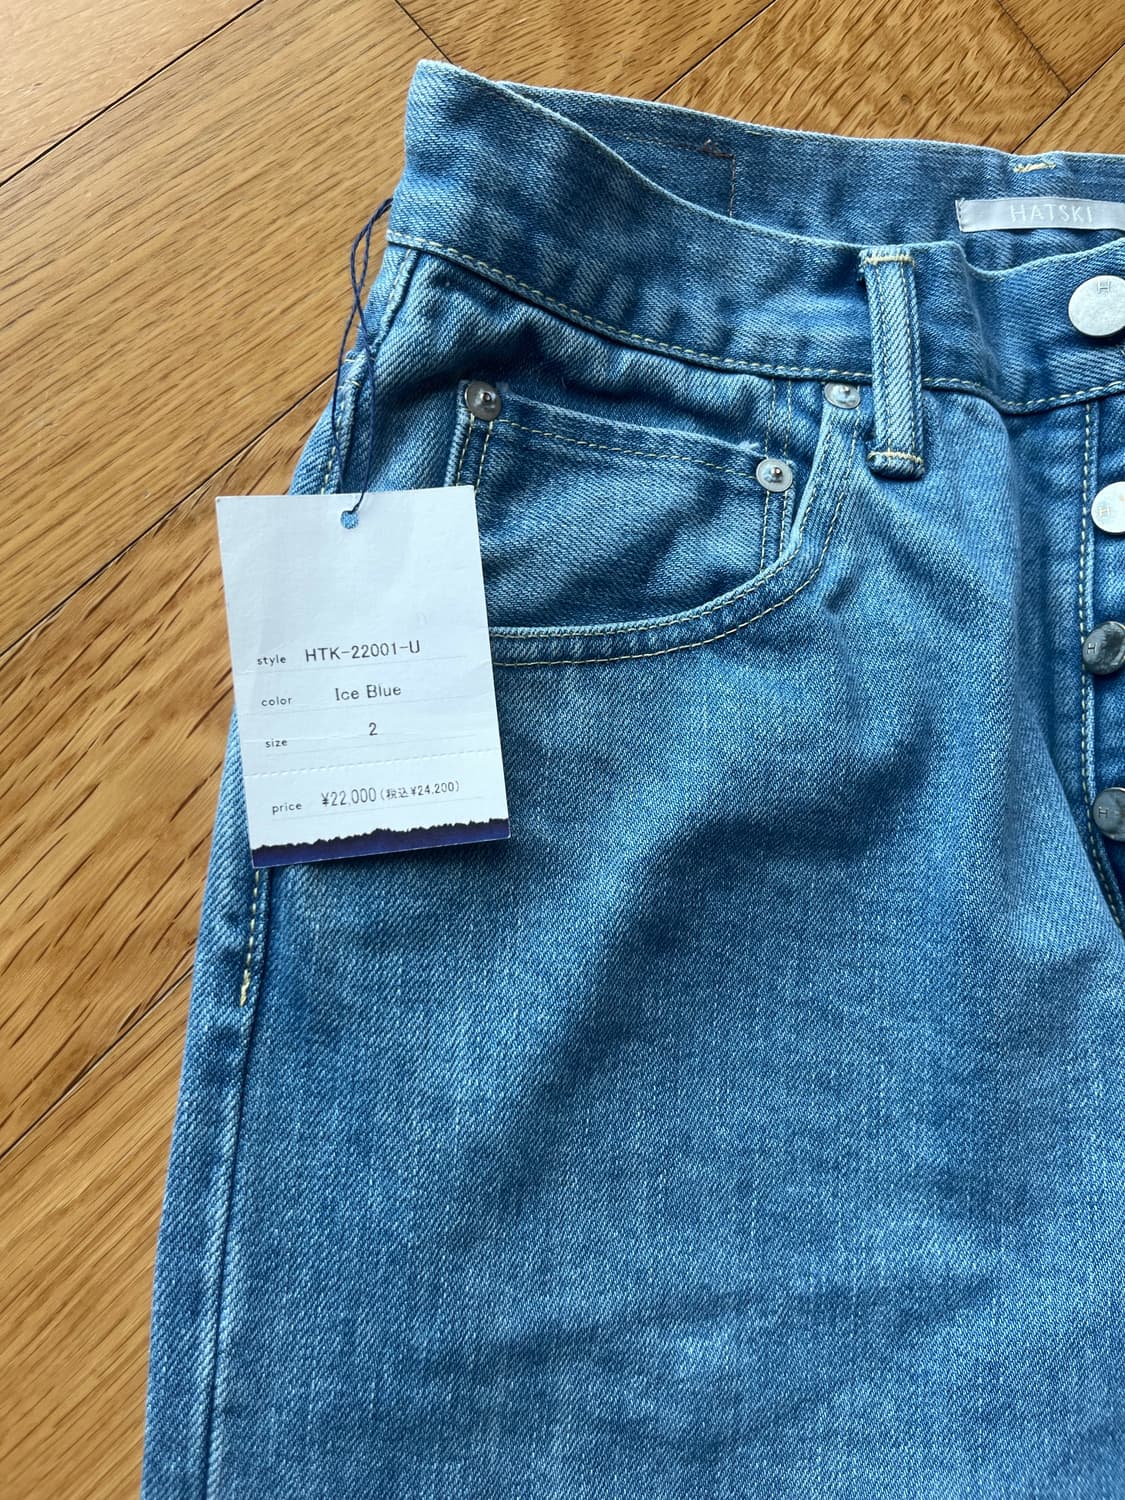 HATSKI
H
H
H
H
style HTK-22001-U
color Ice Blue
size 2
price ¥22,000(税込¥24,200)